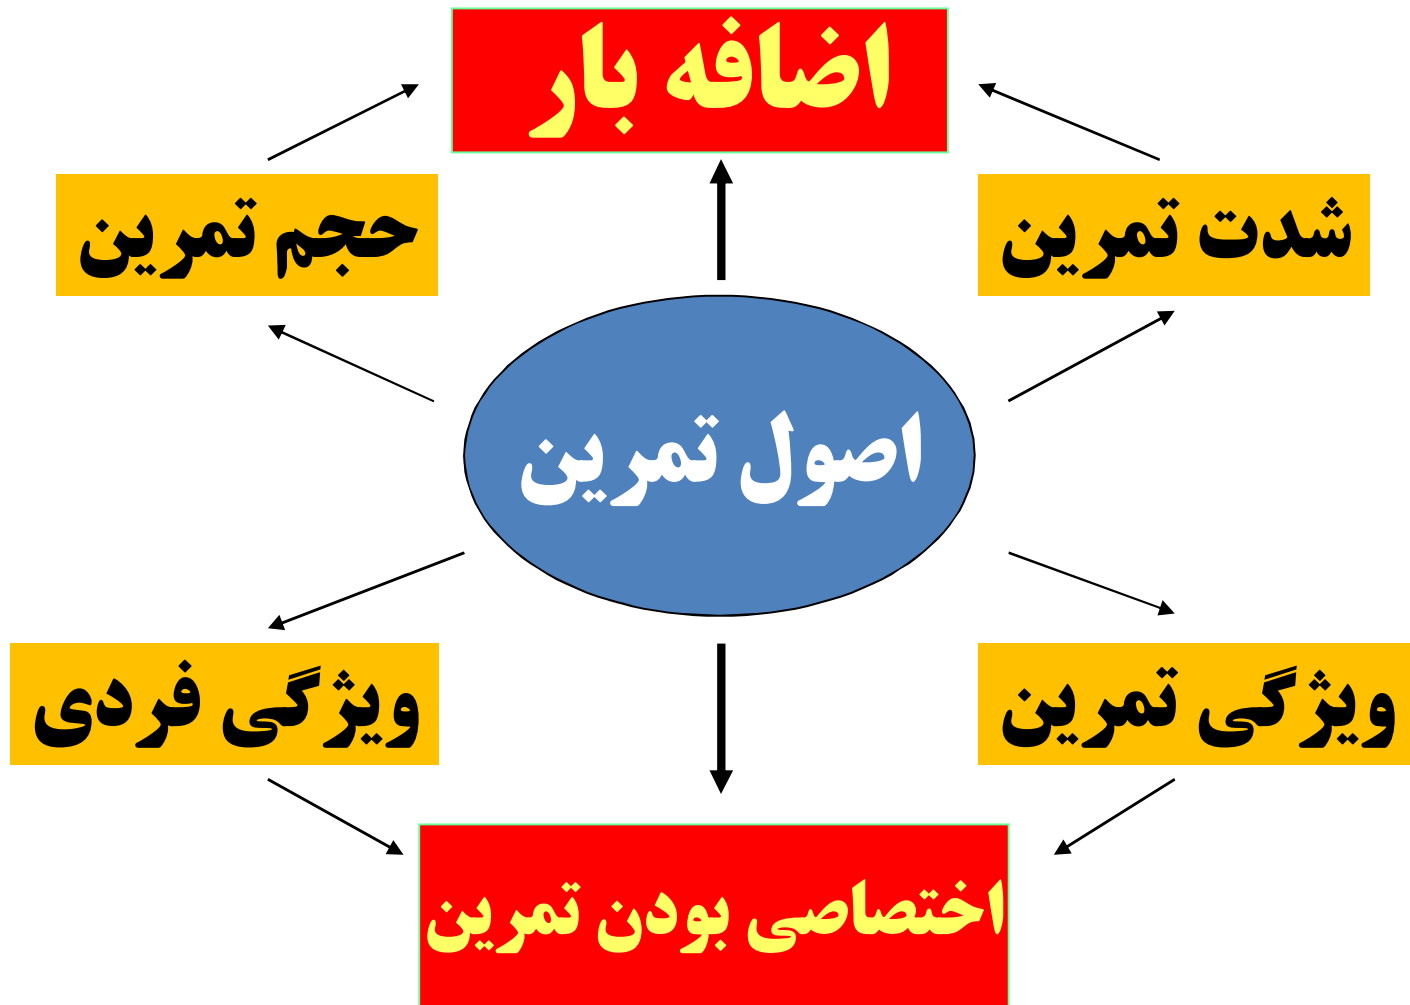 اضافه بار
شدت تمرین
حجم تمرین
اصول تمرین
ویژگی تمرین
ویژگی فردی
اختصاصی بودن تمرین